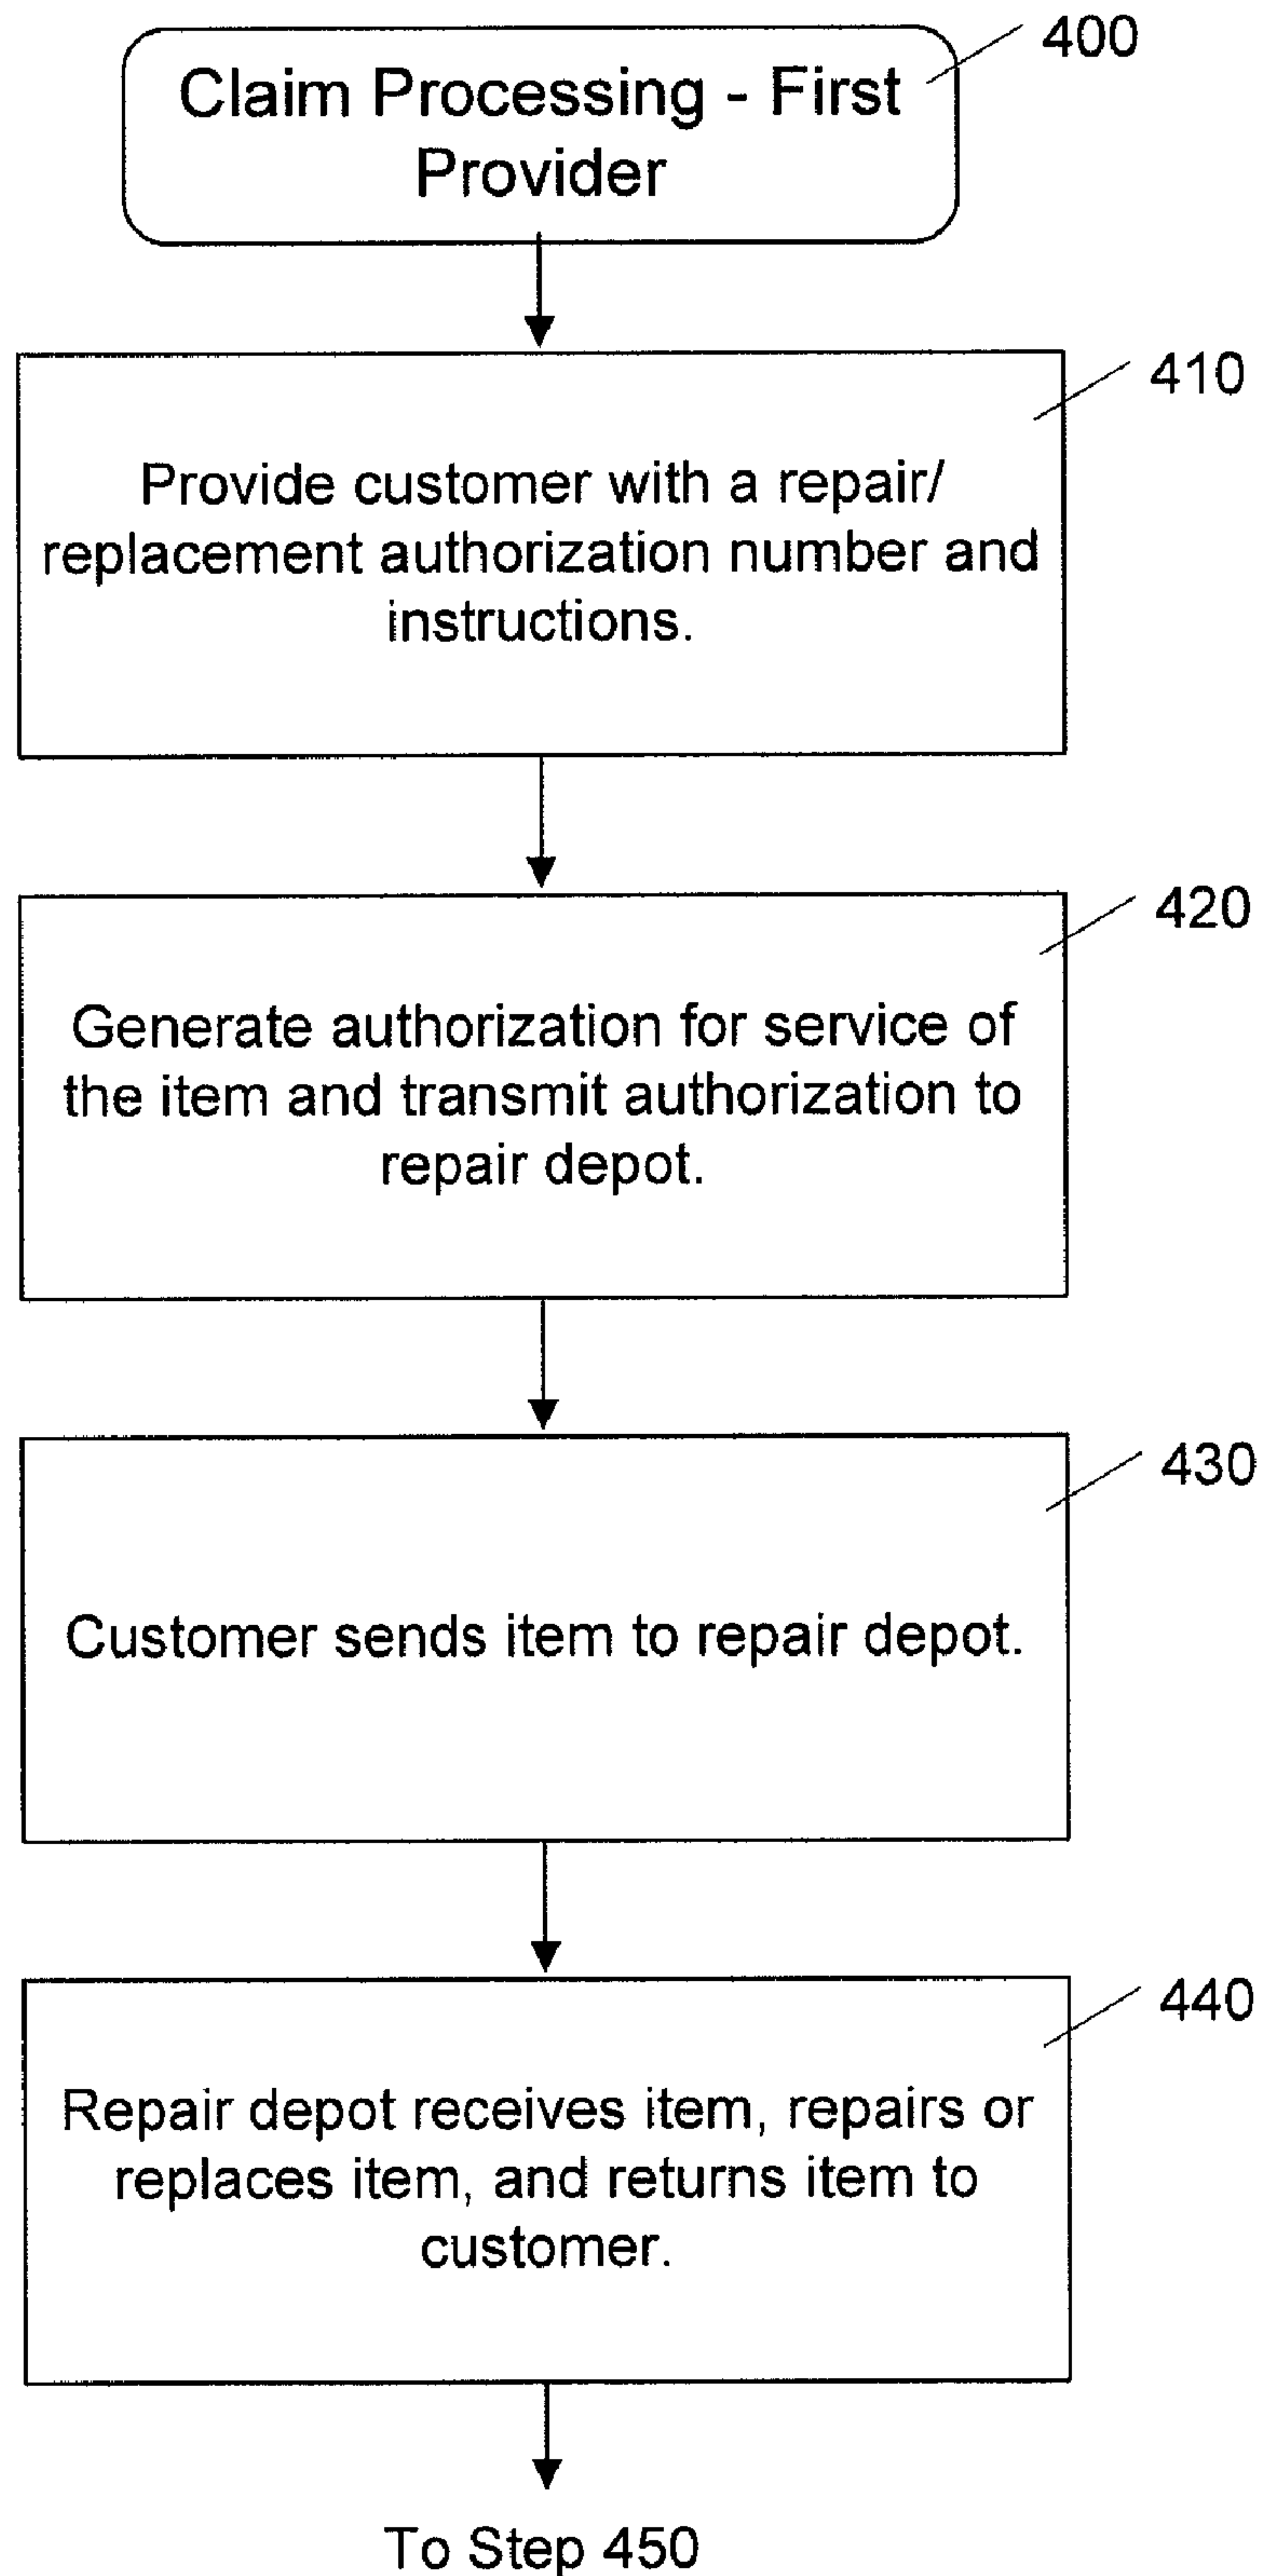 400
Claim Processing - First
Provider
410
Provide customer with a repair/
replacement authorization number and
instructions.
420
Generate authorization for service of
the item and transmit authorization to
repair depot.
430
Customer sends item to repair depot.
440
Repair depot receives item, repairs or
replaces item, and returns item to
customer.
To Step 450